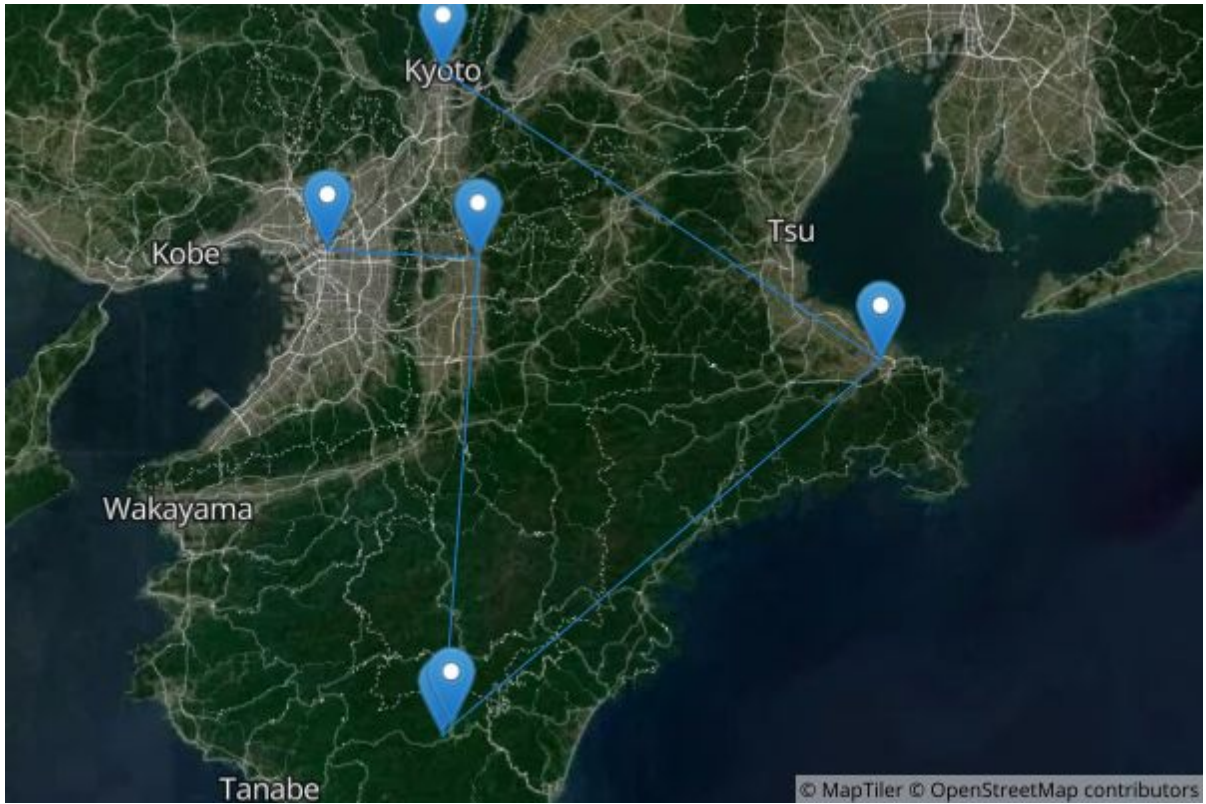 Kyoto
Tsu
Kobe
Wakayama
Tanabe
© MapTiler © OpenStreetMap contributors